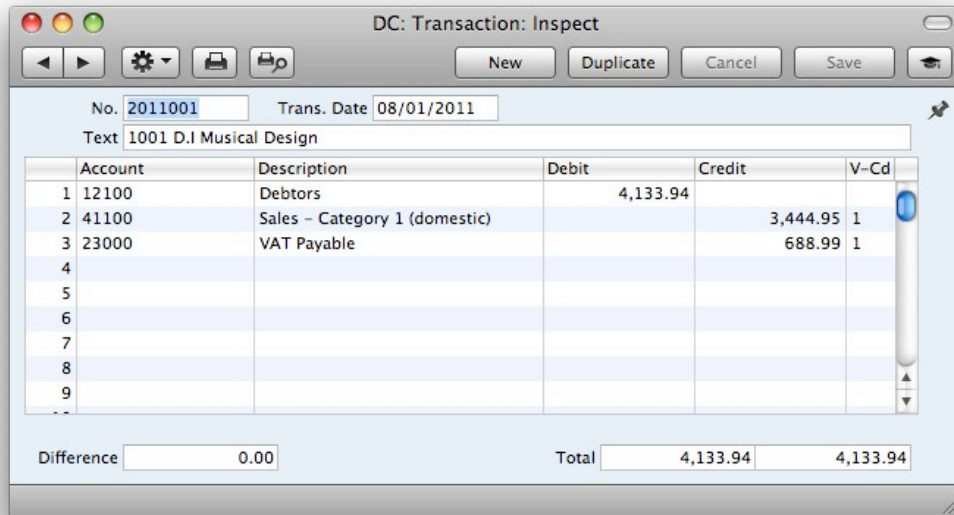 DC: Transaction: Inspect
New Duplicate Cancel Save
No. 2011001 Trans. Date 08/01/2011
Text 1001 D.I Musical Design
Account Description Debit Credit V-Cd
1 12100 Debtors 4,133.94
2 41100 Sales – Category 1 (domestic) 3,444.95 1
3 23000 VAT Payable 688.99 1
4
5
6
7
8
9
Difference 0.00 Total 4,133.94 4,133.94